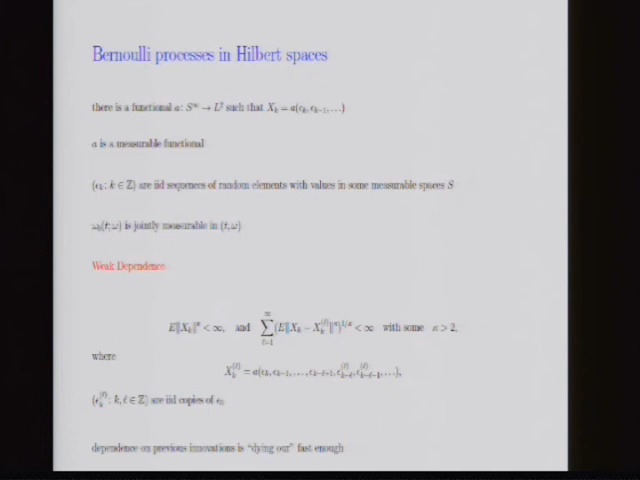 Bernoulli processes in Hilbert spaces
there is a functional a: S^∞ → L² such that X_k = a(ϵ_k, ϵ_{k−1}, …)
a is a measurable functional
(ϵ_k: k ∈ ℤ) are iid sequences of random elements with values in some measurable spaces S
(t; ω) is jointly measurable in (t, ω)
Weak Dependence
E‖X_k‖^κ < ∞, and ∑_{ℓ=1}^{∞} (E‖X_k − X_k^{(ℓ)}‖^κ)^{1/κ} < ∞ with some κ > 2,
where
X_k^{(ℓ)} = a(ϵ_k, ϵ_{k−1}, …, ϵ_{k−ℓ+1}, ϵ_{k−ℓ}^{(ℓ)}, ϵ_{k−ℓ−1}^{(ℓ)}, …),
(ϵ_k^{(ℓ)}: k, ℓ ∈ ℤ) are iid copies of ϵ_0
dependence on previous innovations is "dying our" fast enough